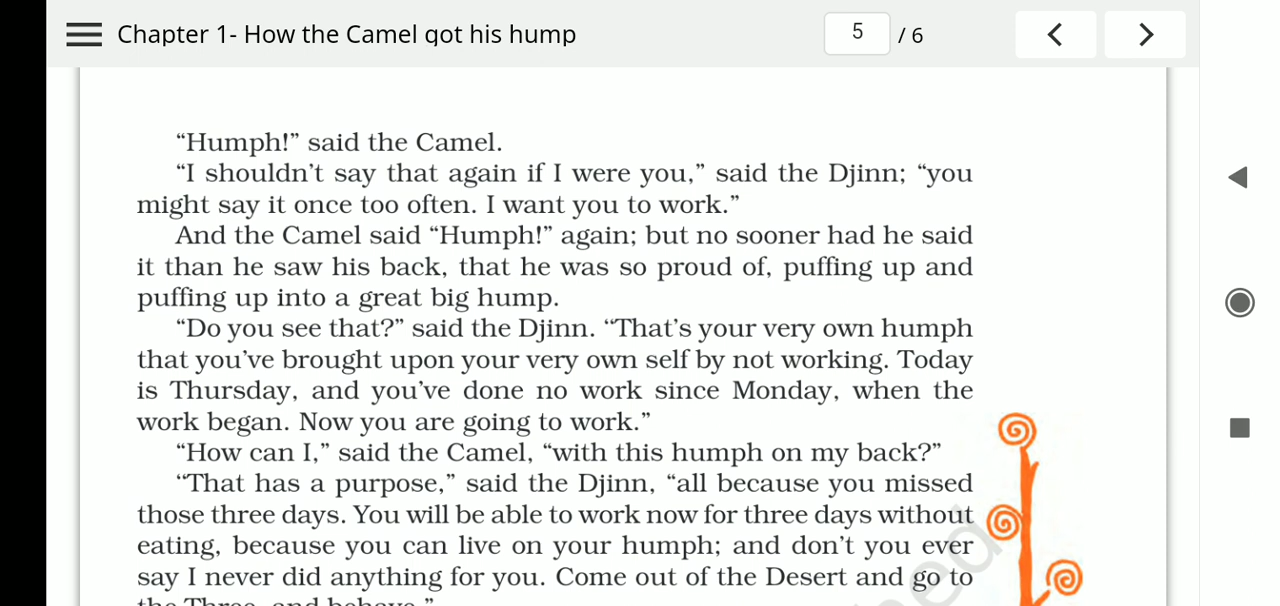 Chapter 1- How the Camel got his hump
5 / 6
“Humph!” said the Camel.
“I shouldn’t say that again if I were you,” said the Djinn; “you
might say it once too often. I want you to work.”
And the Camel said “Humph!” again; but no sooner had he said
it than he saw his back, that he was so proud of, puffing up and
puffing up into a great big hump.
“Do you see that?” said the Djinn. “That’s your very own humph
that you’ve brought upon your very own self by not working. Today
is Thursday, and you’ve done no work since Monday, when the
work began. Now you are going to work.”
“How can I,” said the Camel, “with this humph on my back?”
“That has a purpose,” said the Djinn, “all because you missed
those three days. You will be able to work now for three days without
eating, because you can live on your humph; and don’t you ever
say I never did anything for you. Come out of the Desert and go to
the Three, and behave.”